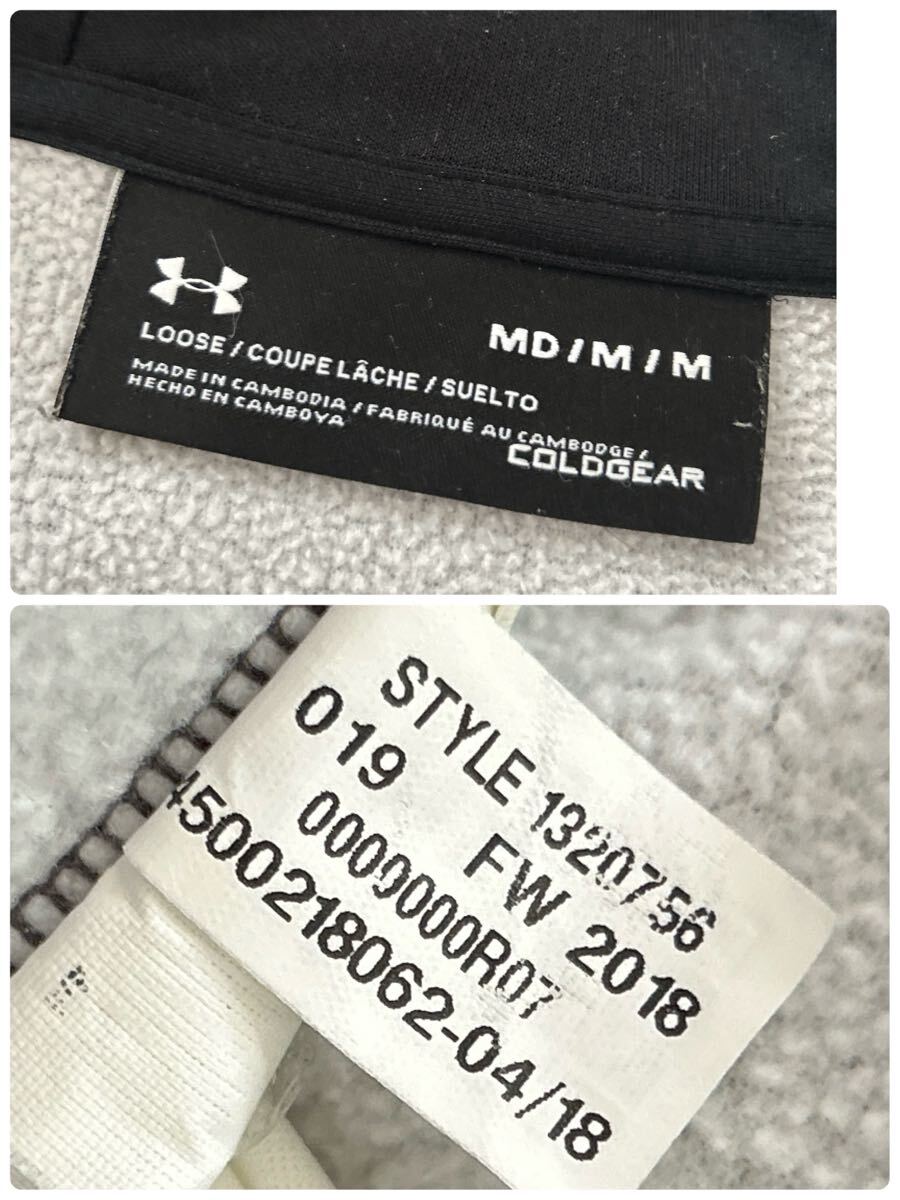 MD / M / M
LOOSE / COUPE LÂCHE / SUELTO
MADE IN CAMBODIA / FABRIQUÉ AU CAMBODGE /
HECHO EN CAMBOYA
COLDGEAR
STYLE 1320756
019 FW 2018
0009000R07
4500218062-04/18